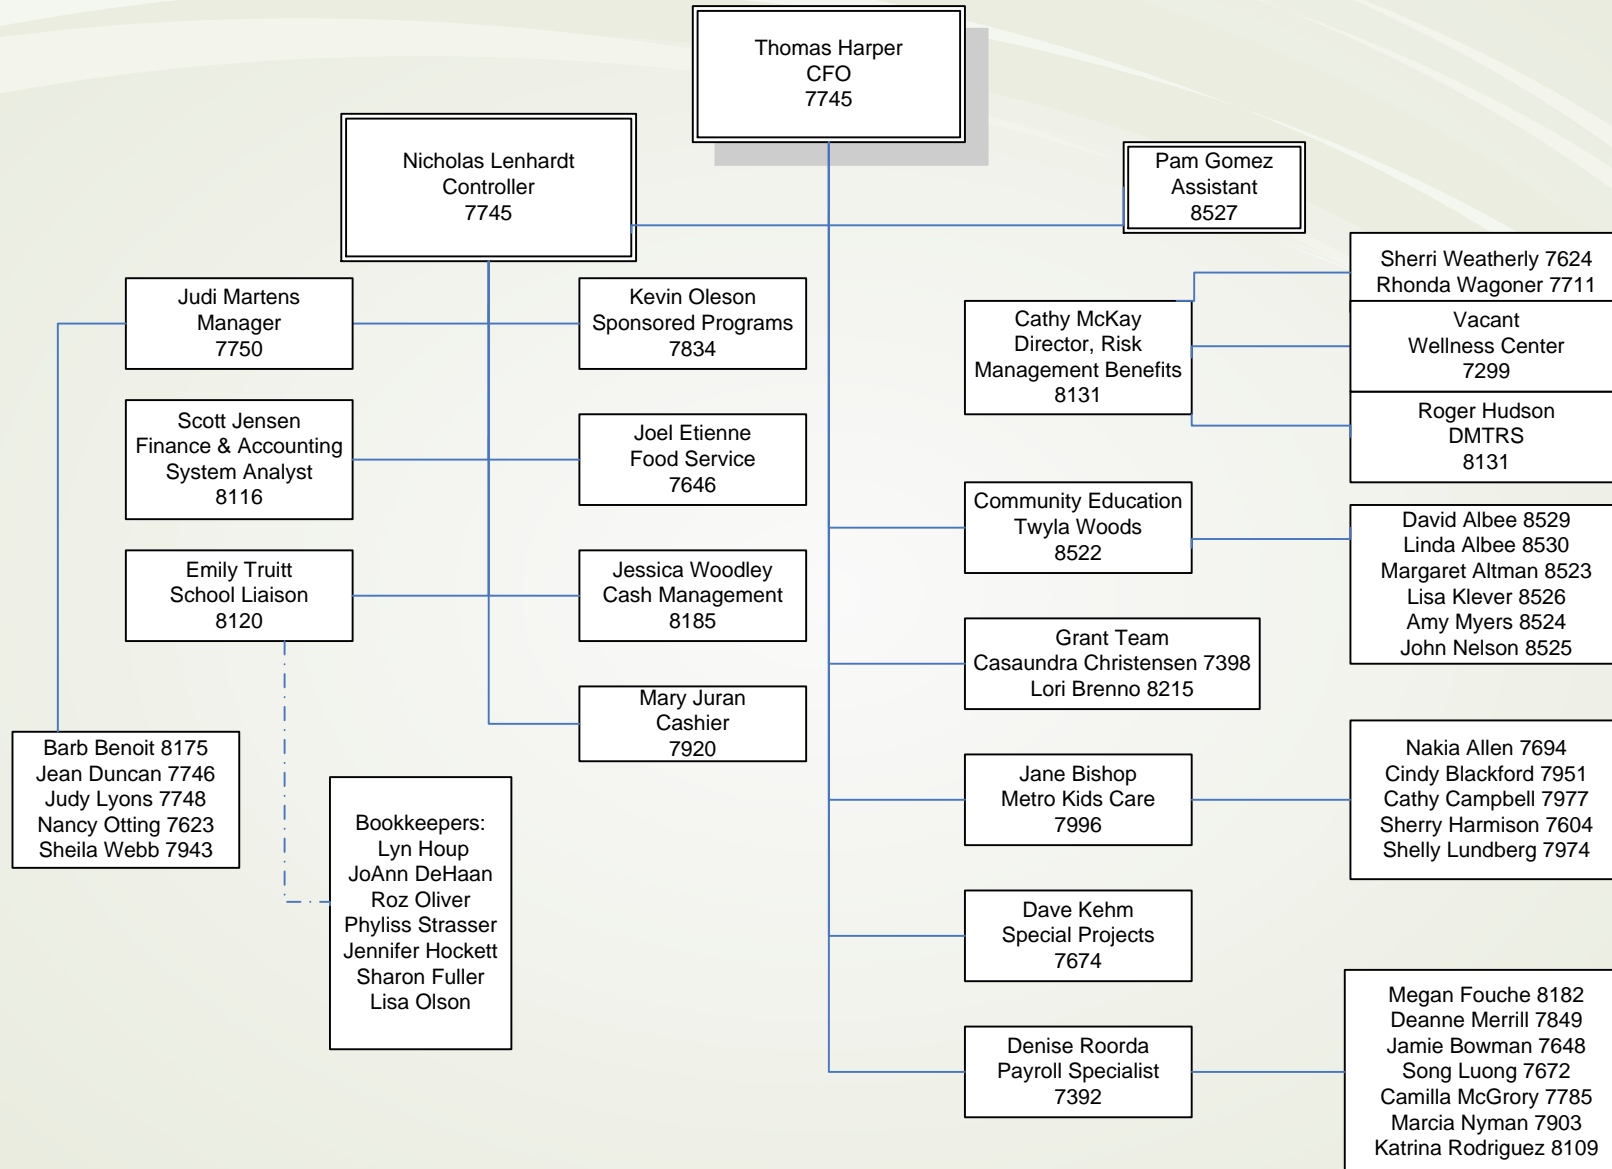 Thomas Harper
CFO
7745
Nicholas Lenhardt
Controller
7745
Pam Gomez
Assistant
8527
Judi Martens
Manager
7750
Kevin Oleson
Sponsored Programs
7834
Scott Jensen
Finance & Accounting
System Analyst
8116
Joel Etienne
Food Service
7646
Emily Truitt
School Liaison
8120
Jessica Woodley
Cash Management
8185
Mary Juran
Cashier
7920
Barb Benoit 8175
Jean Duncan 7746
Judy Lyons 7748
Nancy Otting 7623
Sheila Webb 7943
Bookkeepers:
Lyn Houp
JoAnn DeHaan
Roz Oliver
Phyliss Strasser
Jennifer Hockett
Sharon Fuller
Lisa Olson
Cathy McKay
Director, Risk
Management Benefits
8131
Sherri Weatherly 7624
Rhonda Wagoner 7711
Vacant
Wellness Center
7299
Roger Hudson
DMTRS
8131
Community Education
Twyla Woods
8522
David Albee 8529
Linda Albee 8530
Margaret Altman 8523
Lisa Klever 8526
Amy Myers 8524
John Nelson 8525
Grant Team
Casaundra Christensen 7398
Lori Brenno 8215
Jane Bishop
Metro Kids Care
7996
Nakia Allen 7694
Cindy Blackford 7951
Cathy Campbell 7977
Sherry Harmison 7604
Shelly Lundberg 7974
Dave Kehm
Special Projects
7674
Denise Roorda
Payroll Specialist
7392
Megan Fouche 8182
Deanne Merrill 7849
Jamie Bowman 7648
Song Luong 7672
Camilla McGrory 7785
Marcia Nyman 7903
Katrina Rodriguez 8109